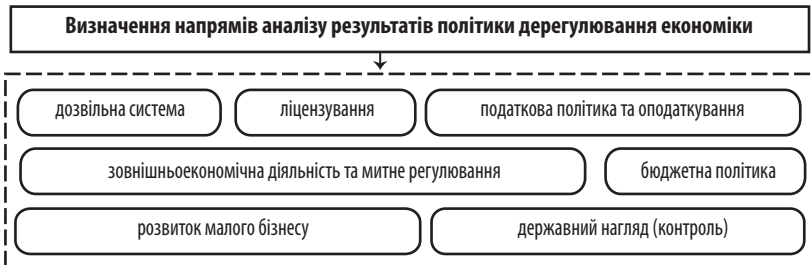 Визначення напрямів аналізу результатів політики дерегулювання економіки
дозвільна система
ліцензування
податкова політика та оподаткування
зовнішньоекономічна діяльність та митне регулювання
бюджетна політика
розвиток малого бізнесу
державний нагляд (контроль)